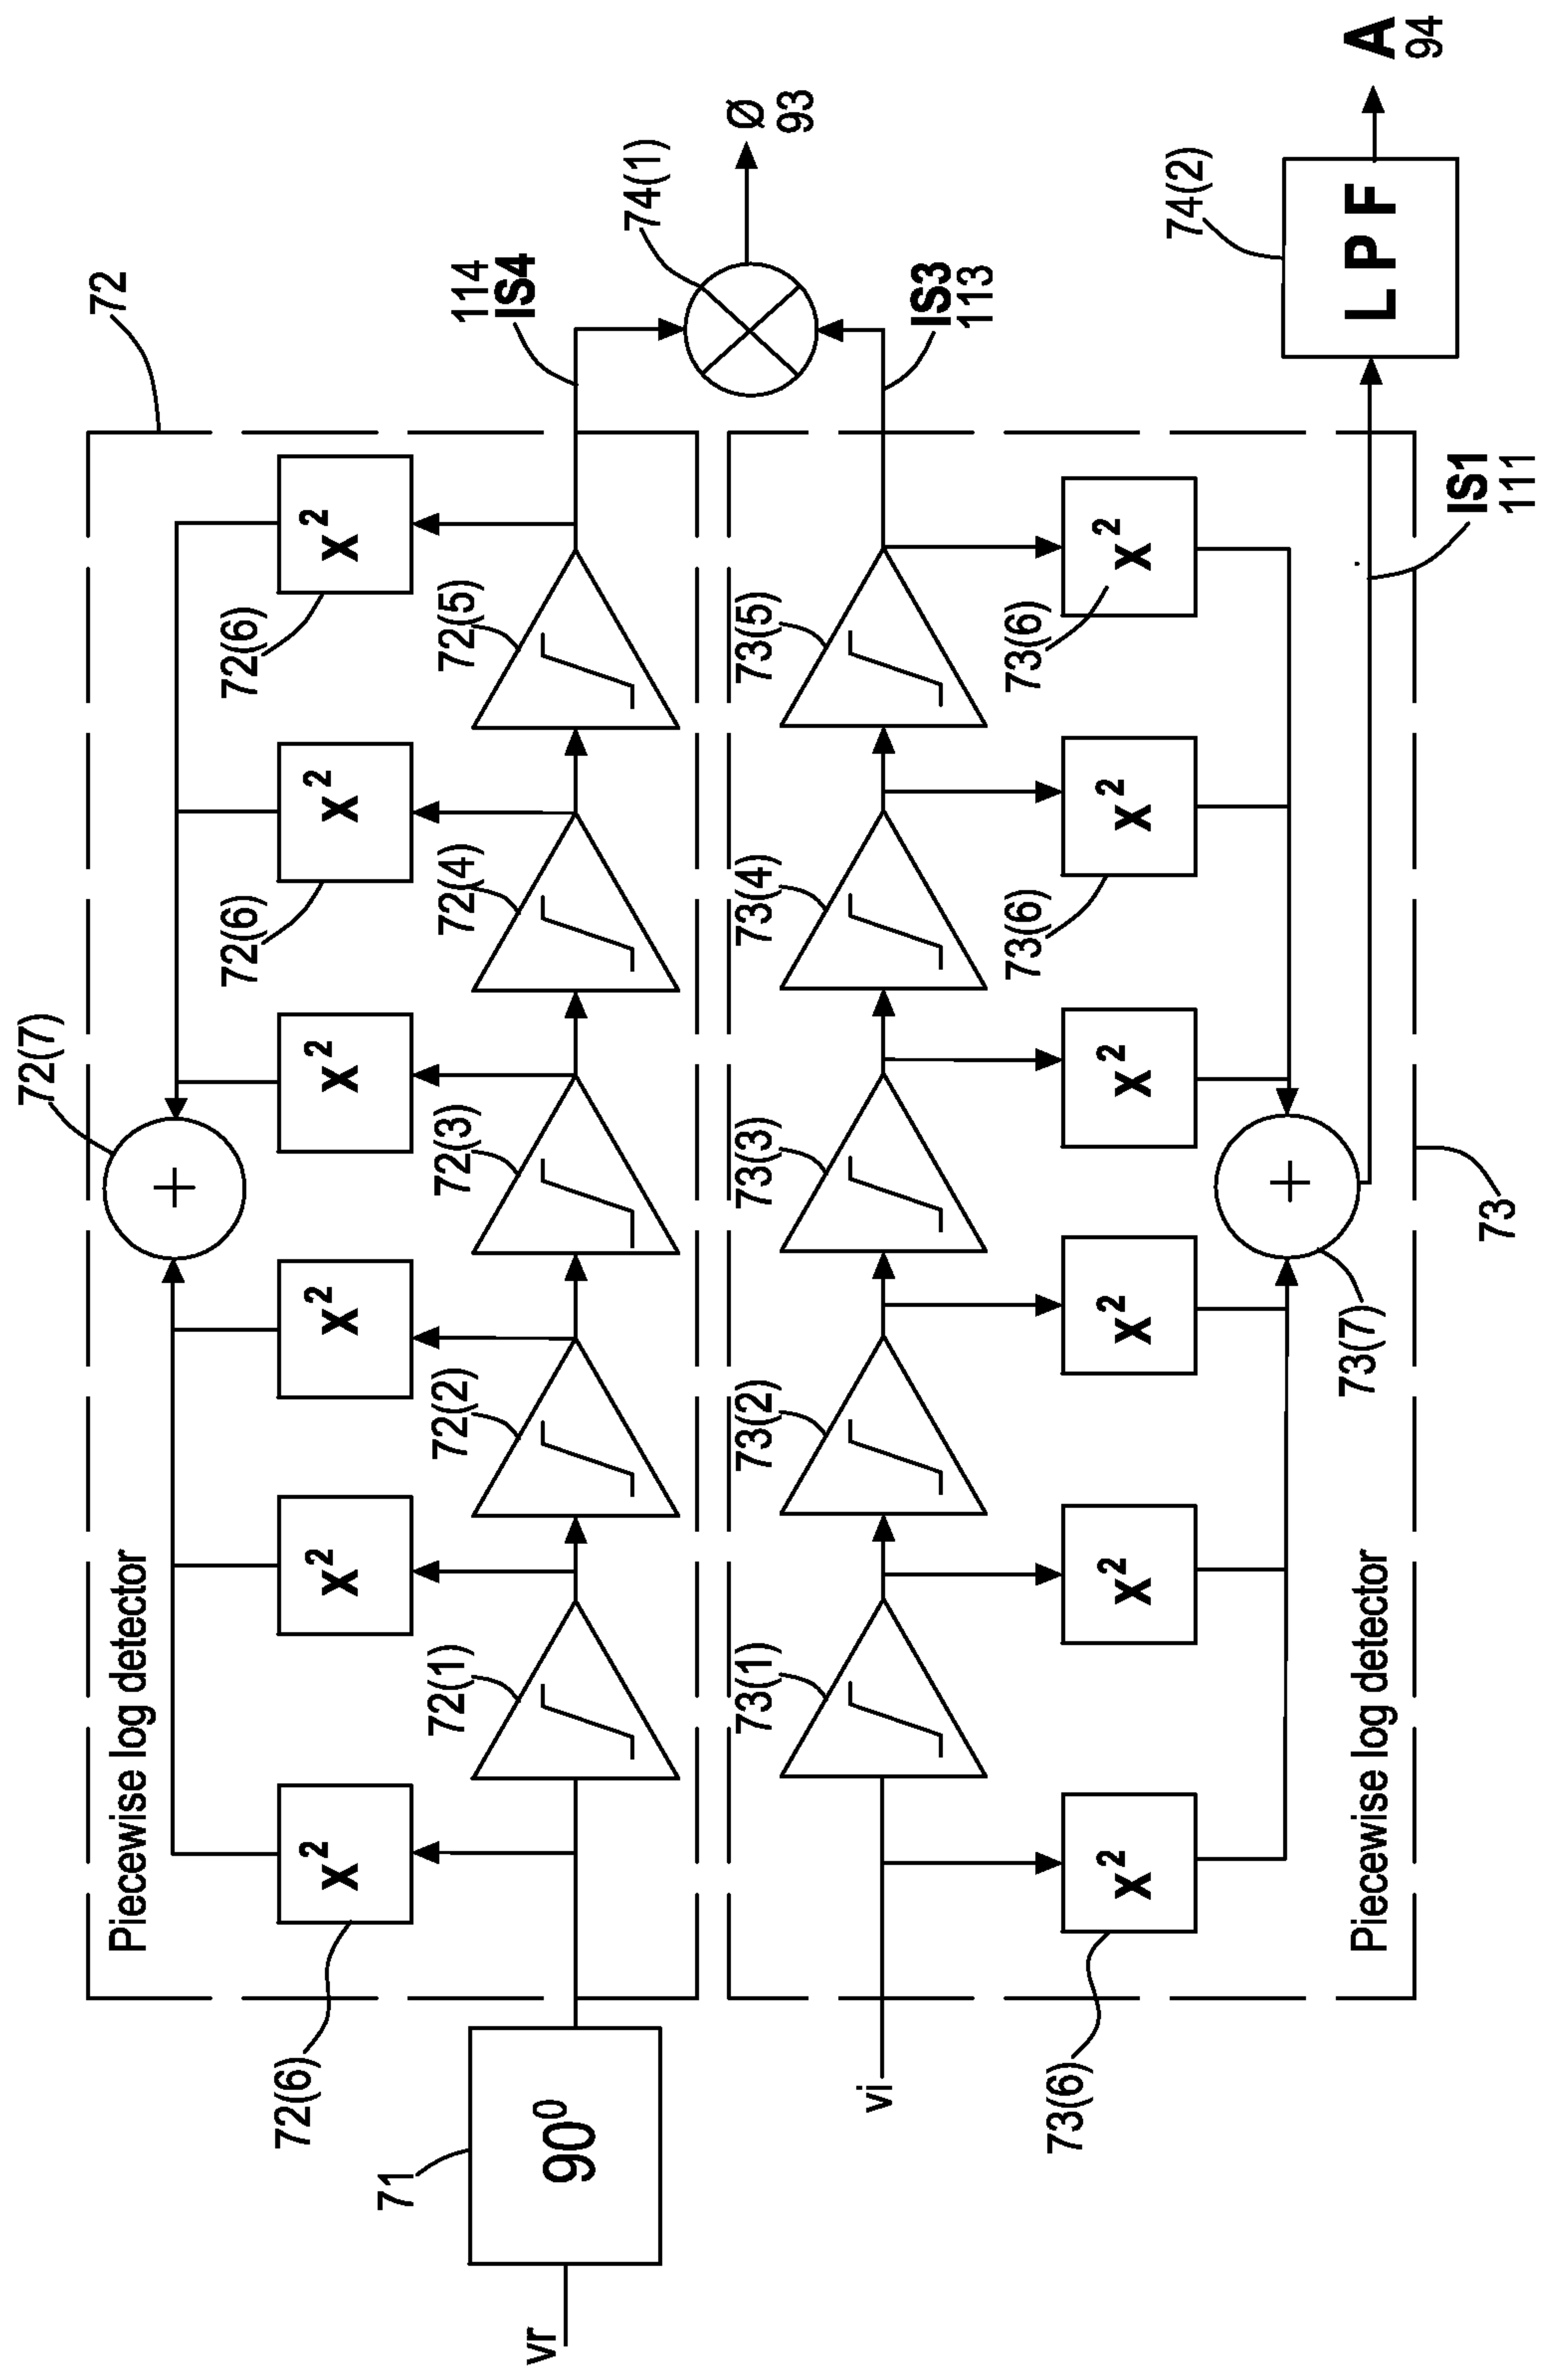 72
72(7)
+
Piecewise log detector
x²
x²
x²
x²
x²
x²
72(6)
72(6)
72(6)
72(1)
72(2)
72(3)
72(4)
72(5)
114
IS4
vr
71
90⁰
74(1)
Ø
93
vi
73(1)
73(2)
73(3)
73(4)
73(5)
IS3
113
x²
x²
x²
x²
x²
x²
73(6)
73(6)
73(6)
+
73(7)
Piecewise log detector
73
IS1
111
74(2)
LPF
A
94